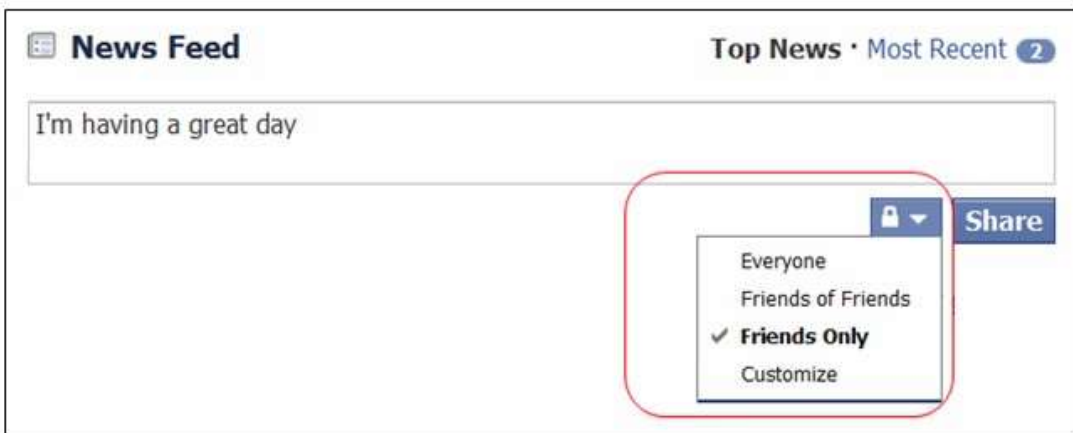 News Feed
Top News · Most Recent 2
I'm having a great day
Share
Everyone
Friends of Friends
Friends Only
Customize